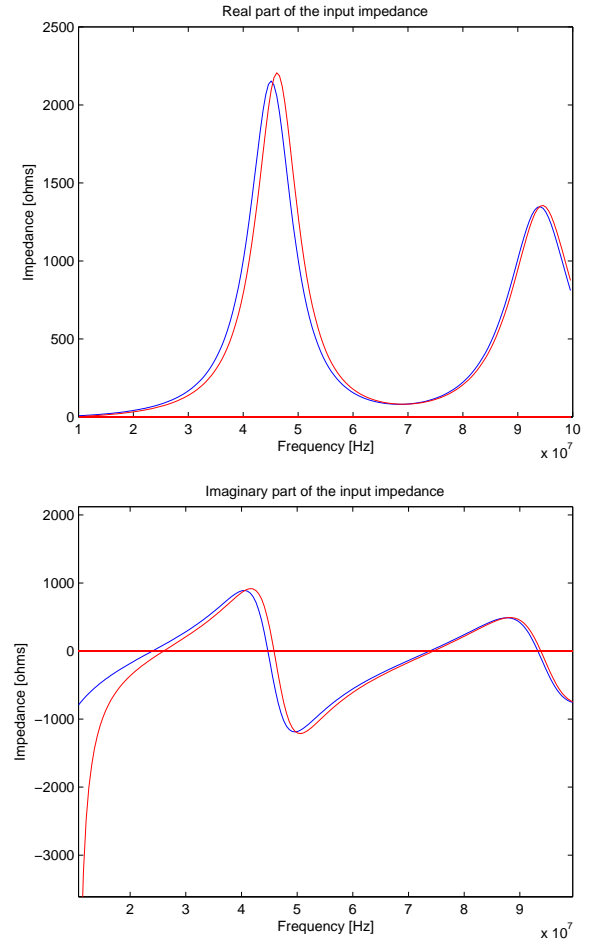 Real part of the input impedance
2500
2000
1500
1000
500
0
Impedance [ohms]
1 2 3 4 5 6 7 8 9 10
Frequency [Hz]
x 10^7
Imaginary part of the input impedance
2000
1000
0
−1000
−2000
−3000
Impedance [ohms]
2 3 4 5 6 7 8 9
Frequency [Hz]
x 10^7